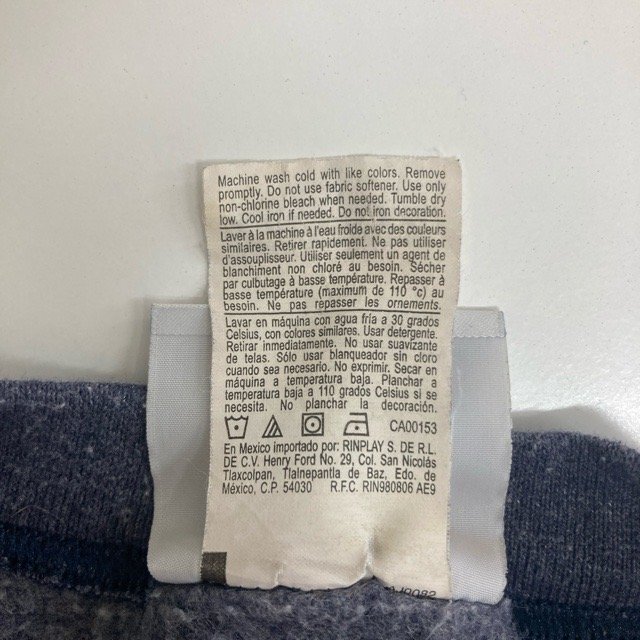 Machine wash cold with like colors. Remove
promptly. Do not use fabric softener. Use only
non-chlorine bleach when needed. Tumble dry
low. Cool iron if needed. Do not iron decoration.
Laver à la machine à l'eau froide avec des couleurs
similaires. Retirer rapidement. Ne pas utiliser
d'assouplisseur. Utiliser seulement un agent de
blanchiment non chloré au besoin. Sécher
par culbutage à basse température. Repasser à
basse température (maximum de 110 °c) au
besoin. Ne pas repasser les ornements.
Lavar en máquina con agua fría a 30 grados
Celsius, con colores similares. Usar detergente.
Retirar inmediatamente. No usar suavizante
de telas. Sólo usar blanqueador sin cloro
cuando sea necesario. No exprimir. Secar en
máquina a temperatura baja. Planchar a
temperatura baja a 110 grados Celsius si se
necesita. No planchar la decoración.
CA00153
En Mexico importado por: RINPLAY S. DE R.L.
DE C.V. Henry Ford No. 29, Col. San Nicolás
Tlaxcolpan, Tlalnepantla de Baz, Edo. de
México, C.P. 54030 R.F.C. RIN980806 AE9